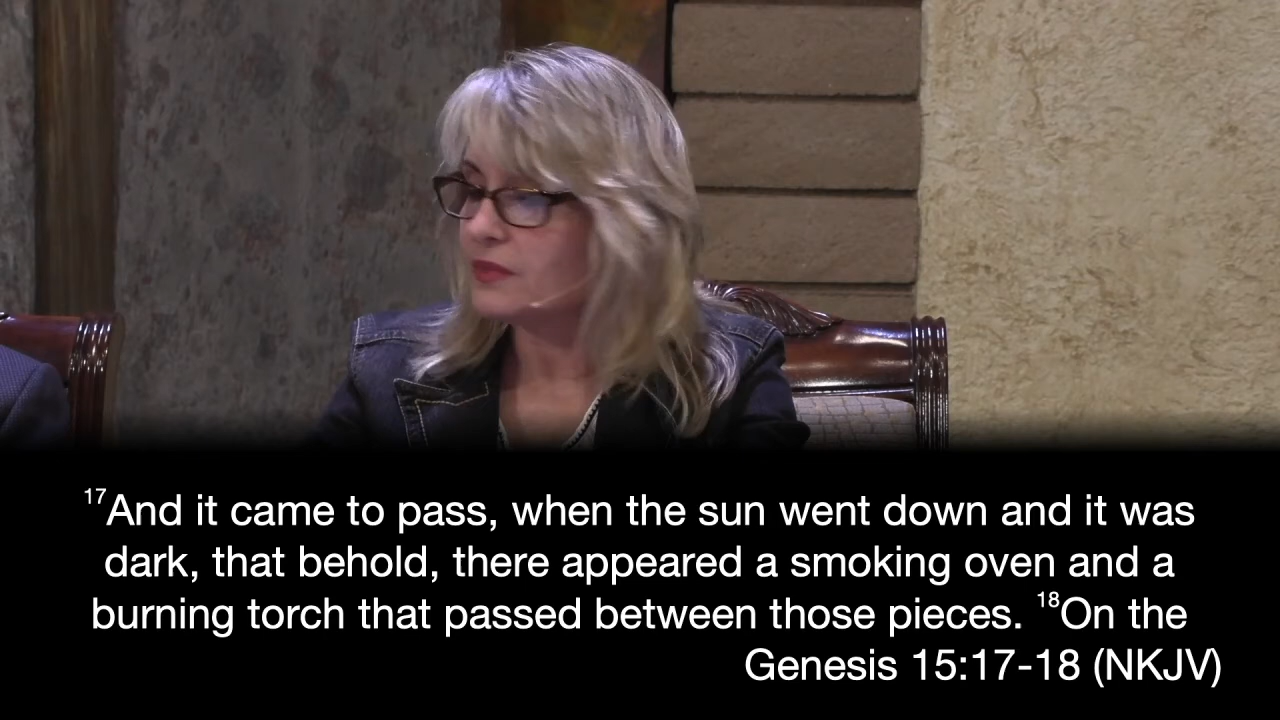 ¹⁷And it came to pass, when the sun went down and it was
dark, that behold, there appeared a smoking oven and a
burning torch that passed between those pieces. ¹⁸On the
Genesis 15:17-18 (NKJV)